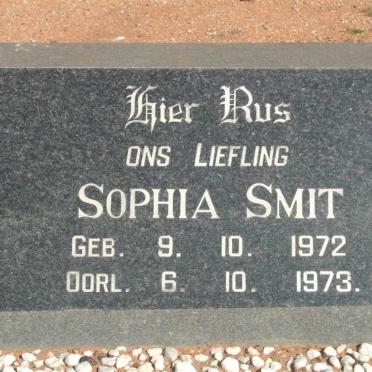 Hier Rus
ONS LIEFLING
SOPHIA SMIT
GEB. 9. 10. 1972
OORL. 6. 10. 1973.